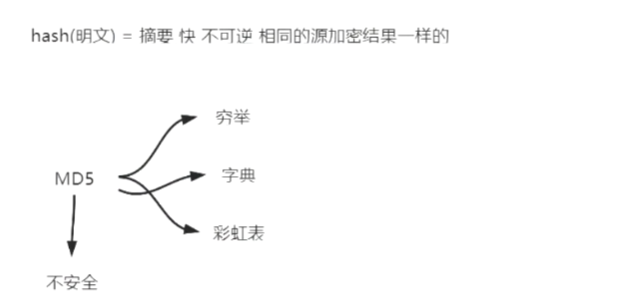 hash(明文) = 摘要 快 不可逆 相同的源加密结果一样的
穷举
字典
MD5
彩虹表
不安全